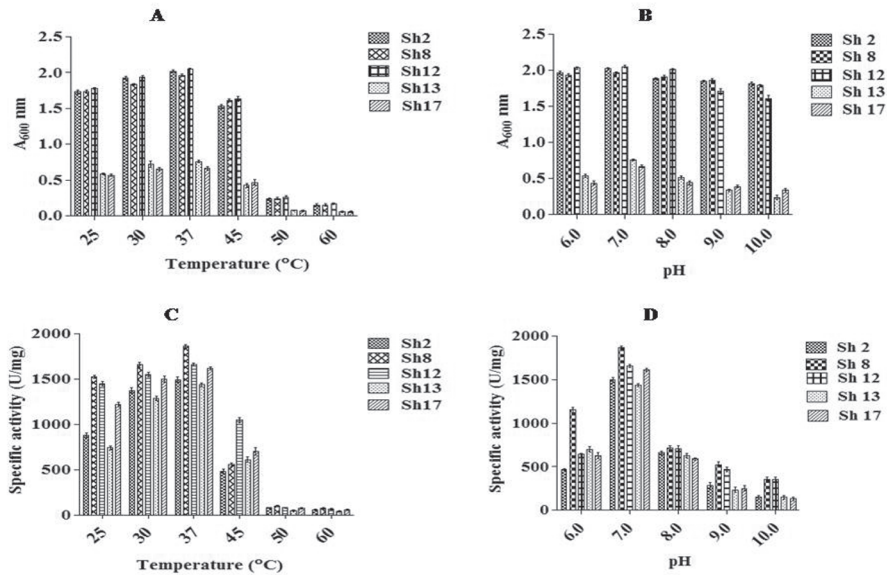 A
Sh2
Sh8
Sh12
Sh13
Sh17
A600 nm
2.5
2.0
1.5
1.0
0.5
0.0
25
30
37
45
50
60
Temperature (°C)
B
Sh 2
Sh 8
Sh 12
Sh 13
Sh 17
A600 nm
2.5
2.0
1.5
1.0
0.5
0.0
6.0
7.0
8.0
9.0
10.0
pH
C
Sh2
Sh8
Sh12
Sh13
Sh17
Specific activity (U/mg)
2000
1500
1000
500
0
25
30
37
45
50
60
Temperature (°C)
D
Sh 2
Sh 8
Sh 12
Sh 13
Sh 17
Specific activity (U/mg)
2000
1500
1000
500
0
6.0
7.0
8.0
9.0
10.0
pH